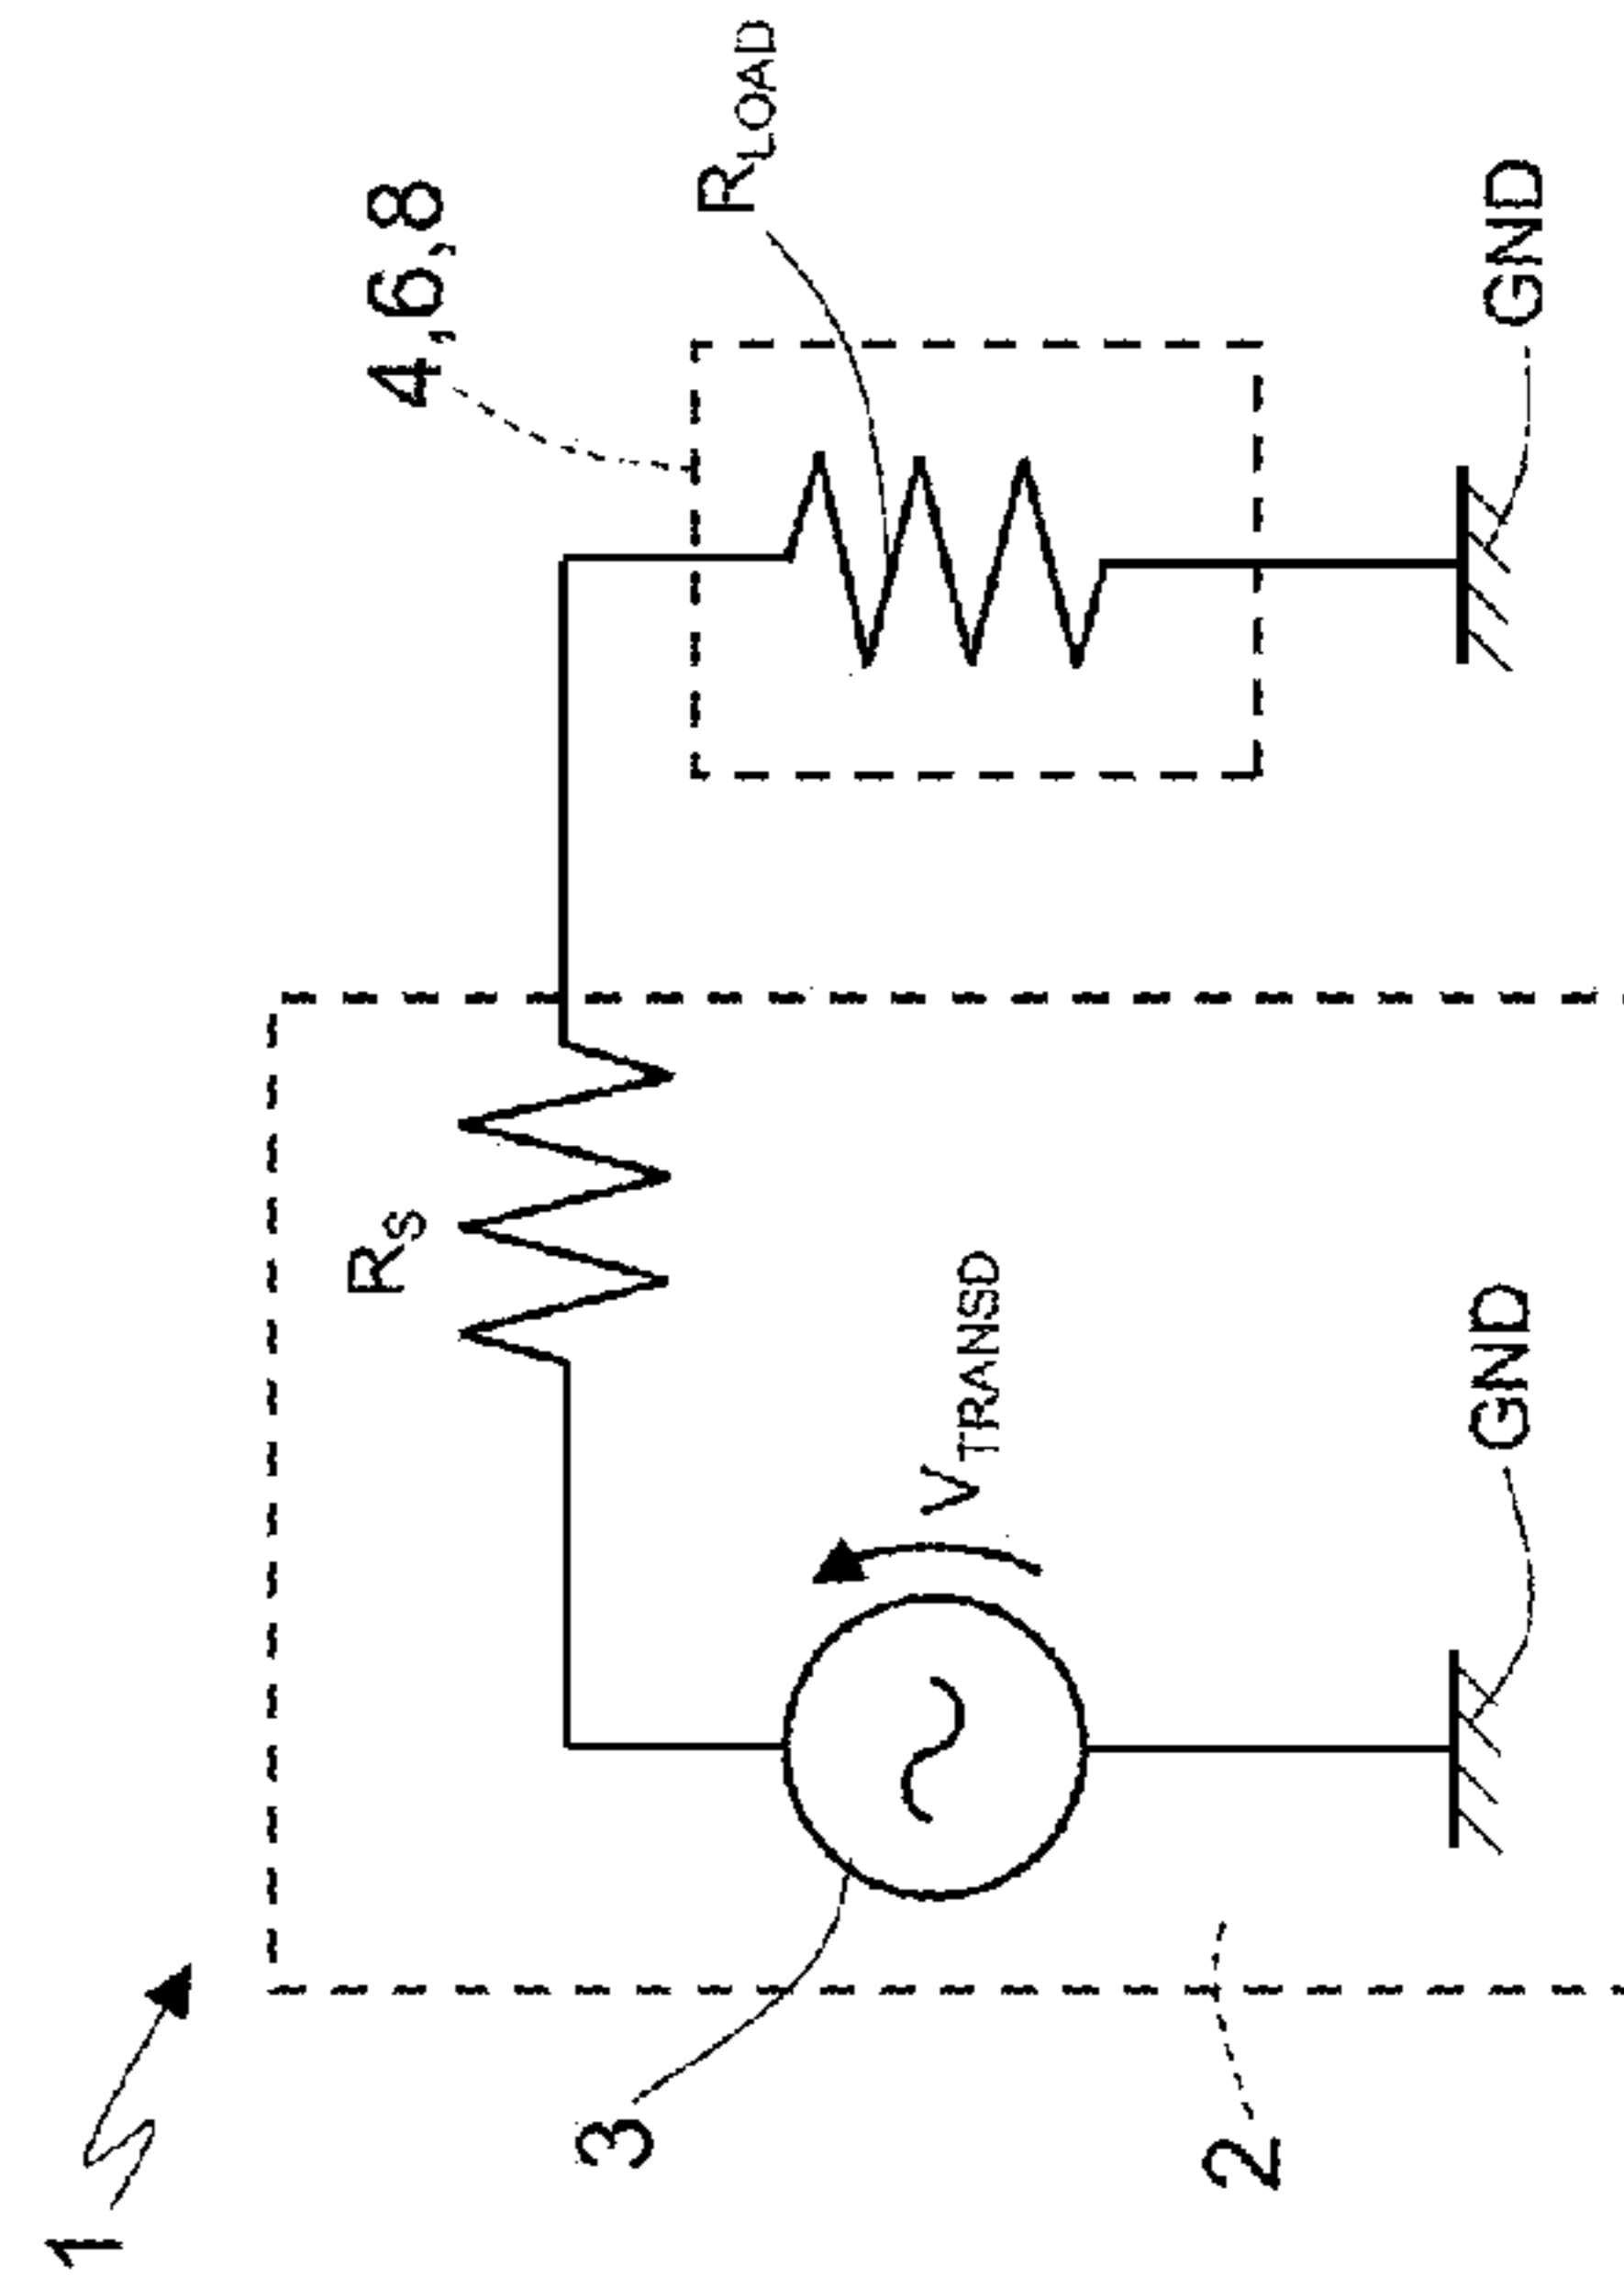 1
4,6,8
R_S
R_LOAD
3
V_TRANSD
2
GND
GND